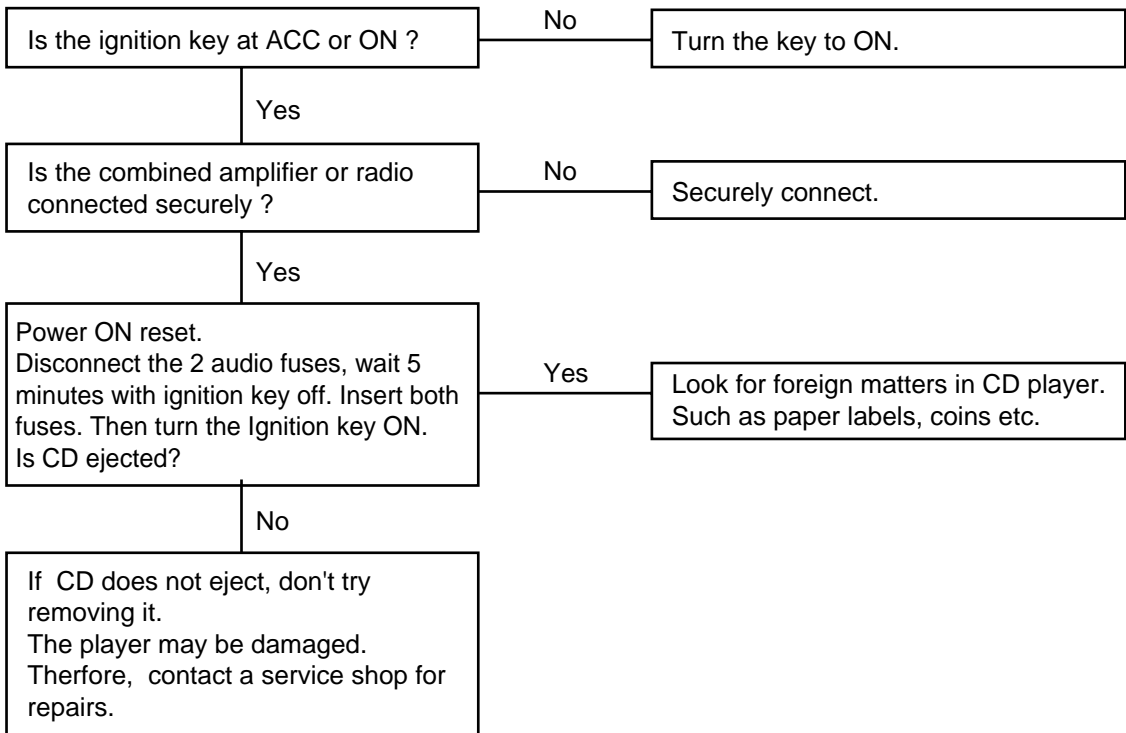 Is the ignition key at ACC or ON ?
No
Turn the key to ON.
Yes
Is the combined amplifier or radio
connected securely ?
No
Securely connect.
Yes
Power ON reset.
Disconnect the 2 audio fuses, wait 5
minutes with ignition key off. Insert both
fuses. Then turn the Ignition key ON.
Is CD ejected?
Yes
Look for foreign matters in CD player.
Such as paper labels, coins etc.
No
If  CD does not eject, don't try
removing it.
The player may be damaged.
Therfore,  contact a service shop for
repairs.